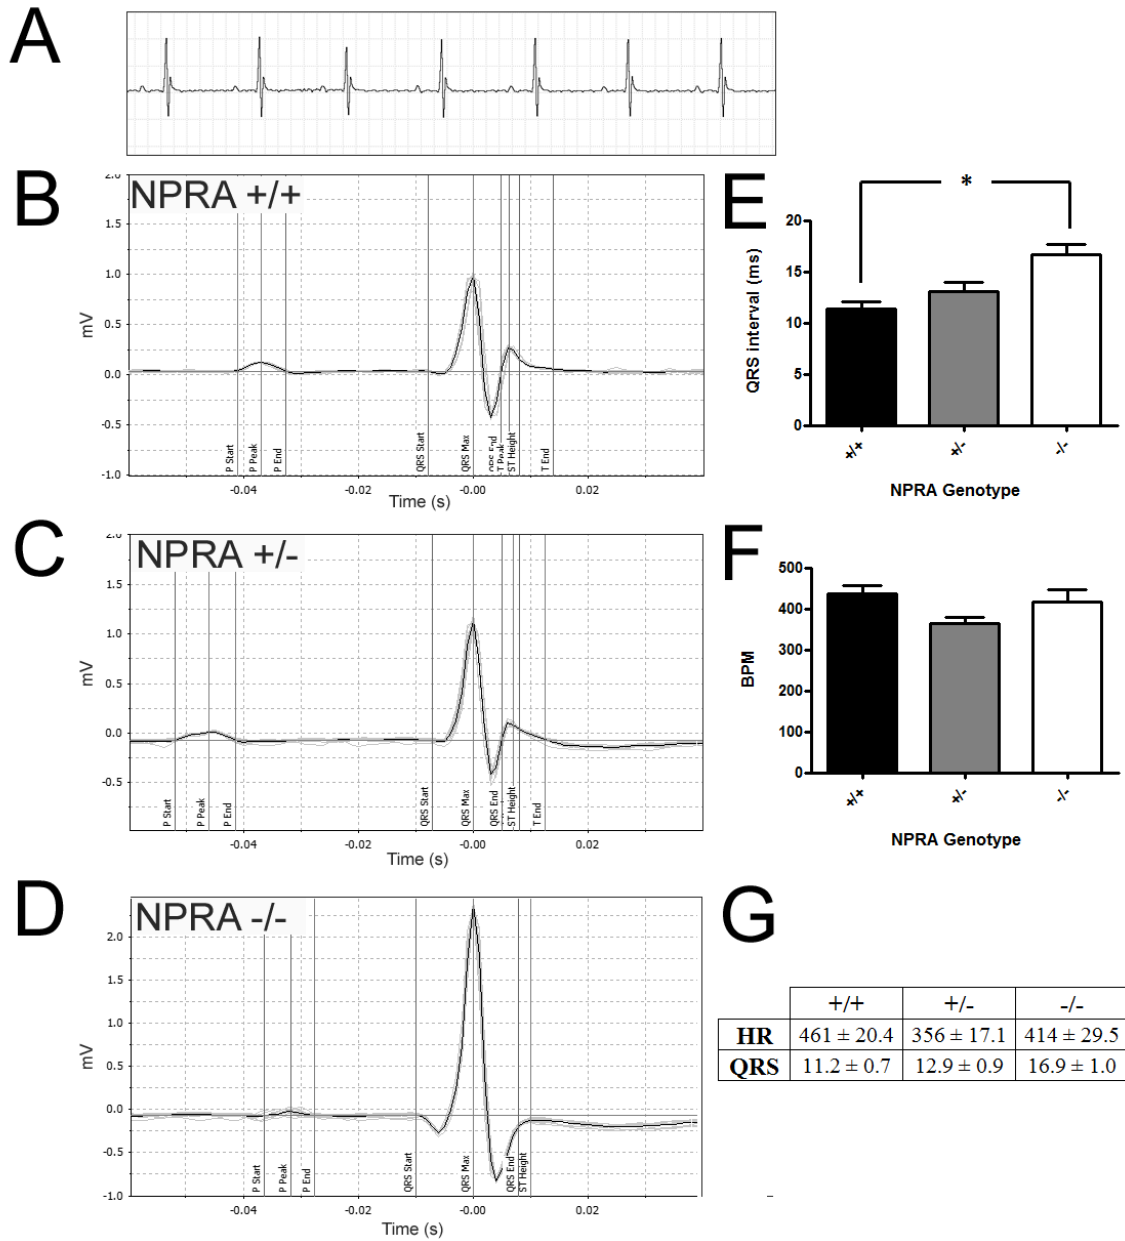 A
B
NPRA +/+
2.0
1.5
1.0
0.5
0.0
-0.5
-1.0
mV
P Start
P Peak
P End
QRS Start
QRS Max
QRS End
T Peak
ST Height
T End
-0.04
-0.02
-0.00
0.02
Time (s)
C
NPRA +/-
2.0
1.5
1.0
0.5
0.0
-0.5
mV
P Start
P Peak
P End
QRS Start
QRS Max
QRS End
ST Height
T End
-0.04
-0.02
-0.00
0.02
Time (s)
D
NPRA -/-
2.0
1.5
1.0
0.5
0.0
-0.5
-1.0
mV
P Start
P Peak
P End
QRS Start
QRS Max
QRS End
ST Height
-0.04
-0.02
-0.00
0.02
Time (s)
E
*
20
15
10
5
0
QRS interval (ms)
+/+
+/-
-/-
NPRA Genotype
F
500
400
300
200
100
0
BPM
+/+
+/-
-/-
NPRA Genotype
G
+/+ +/- -/-
HR 461 ± 20.4 356 ± 17.1 414 ± 29.5
QRS 11.2 ± 0.7 12.9 ± 0.9 16.9 ± 1.0